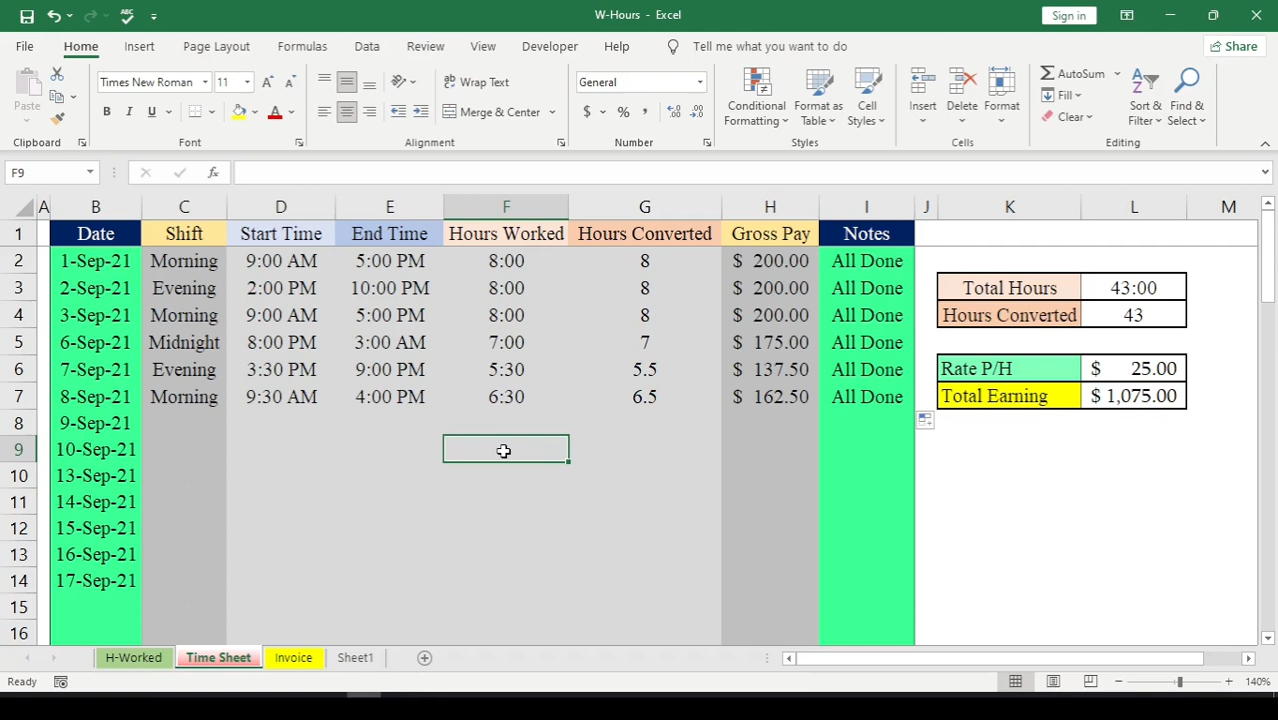 W-Hours - Excel
Sign in
File Home Insert Page Layout Formulas Data Review View Developer Help Tell me what you want to do Share
Paste
Times New Roman 11
B I U
Wrap Text
Merge & Center
General
$ % ,
Conditional Formatting
Format as Table
Cell Styles
Insert
Delete
Format
AutoSum
Fill
Clear
Sort & Filter
Find & Select
Clipboard Font Alignment Number Styles Cells Editing
F9 fx
A B C D E F G H I J K L M
1 Date Shift Start Time End Time Hours Worked Hours Converted Gross Pay Notes
2 1-Sep-21 Morning 9:00 AM 5:00 PM 8:00 8 $ 200.00 All Done
3 2-Sep-21 Evening 2:00 PM 10:00 PM 8:00 8 $ 200.00 All Done Total Hours 43:00
4 3-Sep-21 Morning 9:00 AM 5:00 PM 8:00 8 $ 200.00 All Done Hours Converted 43
5 6-Sep-21 Midnight 8:00 PM 3:00 AM 7:00 7 $ 175.00 All Done
6 7-Sep-21 Evening 3:30 PM 9:00 PM 5:30 5.5 $ 137.50 All Done Rate P/H $ 25.00
7 8-Sep-21 Morning 9:30 AM 4:00 PM 6:30 6.5 $ 162.50 All Done Total Earning $ 1,075.00
8 9-Sep-21
9 10-Sep-21
10 13-Sep-21
11 14-Sep-21
12 15-Sep-21
13 16-Sep-21
14 17-Sep-21
15
16
H-Worked Time Sheet Invoice Sheet1
Ready 140%